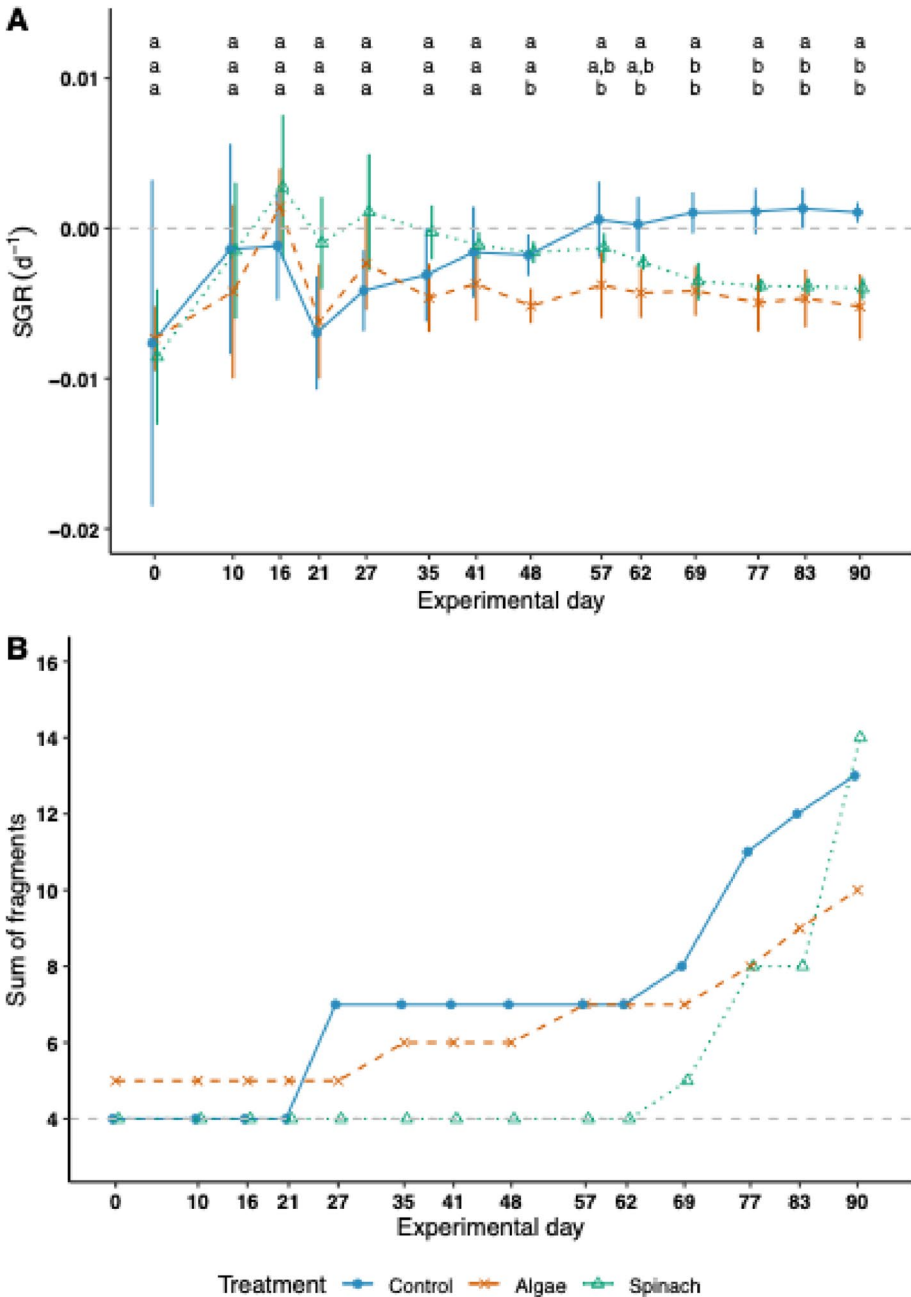 A
a a a a a a a a a a a a a a
a a a a a a a a a,b a,b b b b b
a a a a a a a b b b b b b b
0.01
0.00
−0.01
−0.02
SGR (d⁻¹)
0 10 16 21 27 35 41 48 57 62 69 77 83 90
Experimental day
B
16
14
12
10
8
6
4
Sum of fragments
0 10 16 21 27 35 41 48 57 62 69 77 83 90
Experimental day
Treatment Control Algae Spinach